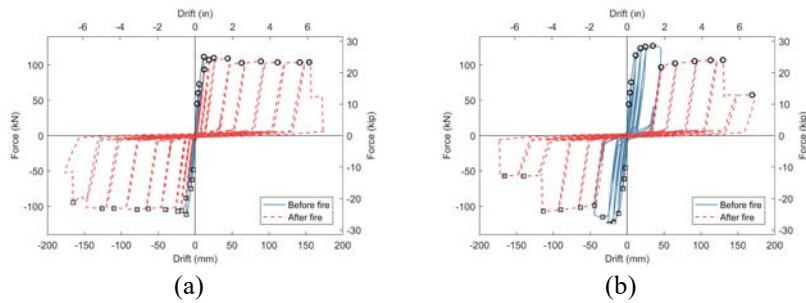 Drift (in)
-6 -4 -2 0 2 4 6
100
50
0
-50
-100
Force (kN)
30
20
10
0
-10
-20
-30
Force (kip)
Before fire
After fire
-200 -150 -100 -50 0 50 100 150 200
Drift (mm)
(a)
Drift (in)
-6 -4 -2 0 2 4 6
100
50
0
-50
-100
Force (kN)
30
20
10
0
-10
-20
-30
Force (kip)
Before fire
After fire
-200 -150 -100 -50 0 50 100 150 200
Drift (mm)
(b)